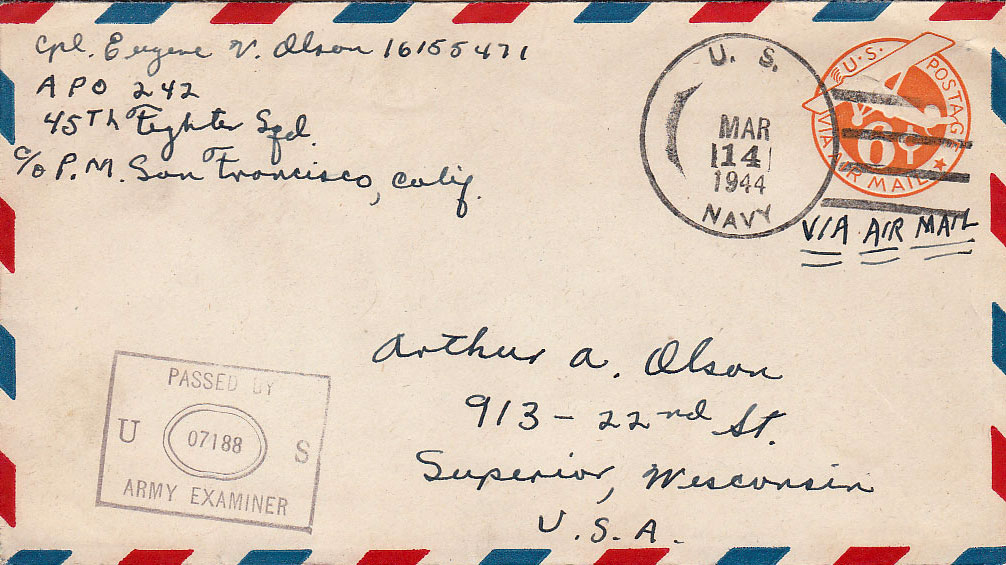 Cpl. Eugene V. Olson 16155471
APO 242
45Th Fighter Sqd.
c/o P.M. San Francisco, Calif.
U. S.
MAR
14
1944
NAVY
U.S. POSTAGE
6¢
VIA AIR MAIL
VIA AIR MAIL
Arthur A. Olson
913 - 22nd St.
Superior, Wisconsin
U.S.A.
PASSED BY
U 07188 S
ARMY EXAMINER